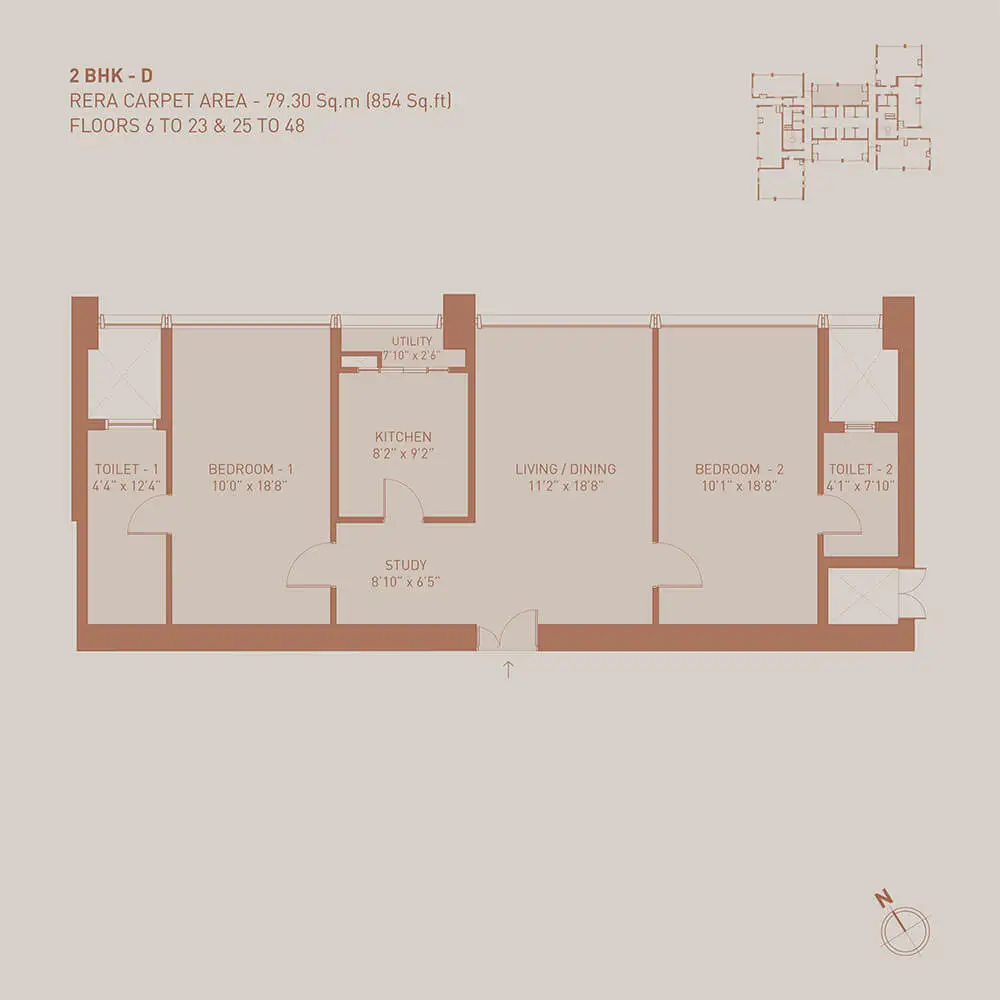 2 BHK - D
RERA CARPET AREA - 79.30 Sq.m (854 Sq.ft)
FLOORS 6 TO 23 & 25 TO 48
UTILITY
7'10" x 2'6"
KITCHEN
8'2" x 9'2"
TOILET - 1
4'4" x 12'4"
BEDROOM - 1
10'0" x 18'8"
LIVING / DINING
11'2" x 18'8"
BEDROOM - 2
10'1" x 18'8"
TOILET - 2
4'1" x 7'10"
STUDY
8'10" x 6'5"
N